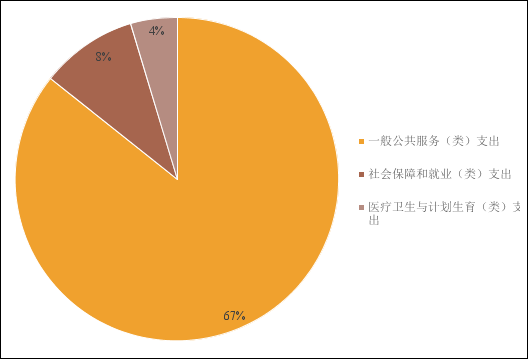 4%
8%
一般公共服务（类）支出
社会保障和就业（类）支出
医疗卫生与计划生育（类）支
出
67%